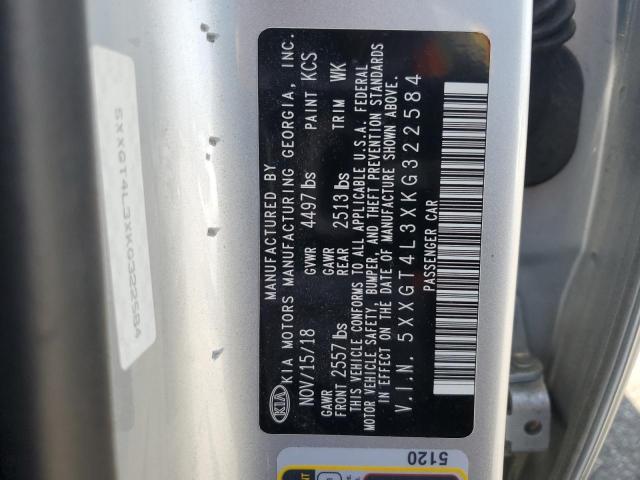 MANUFACTURED BY
KIA KIA MOTORS MANUFACTURING GEORGIA, INC.
NOV/15/18 GVWR 4497 lbs PAINT KCS
GAWR FRONT 2557 lbs GAWR REAR 2513 lbs TRIM WK
THIS VEHICLE CONFORMS TO ALL APPLICABLE U.S.A. FEDERAL
MOTOR VEHICLE SAFETY, BUMPER, AND THEFT PREVENTION STANDARDS
IN EFFECT ON THE DATE OF MANUFACTURE SHOWN ABOVE.
V.I.N. 5XXGT4L3XKG322584
PASSENGER CAR
5120
5XXGT4L3XKG322584